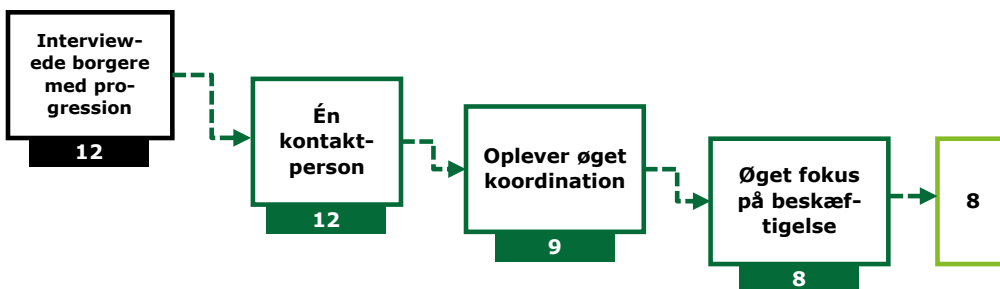 Interview-
ede borgere
med pro-
gression
12
Én
kontakt-
person
12
Oplever øget
koordination
9
Øget fokus
på beskæf-
tigelse
8
8